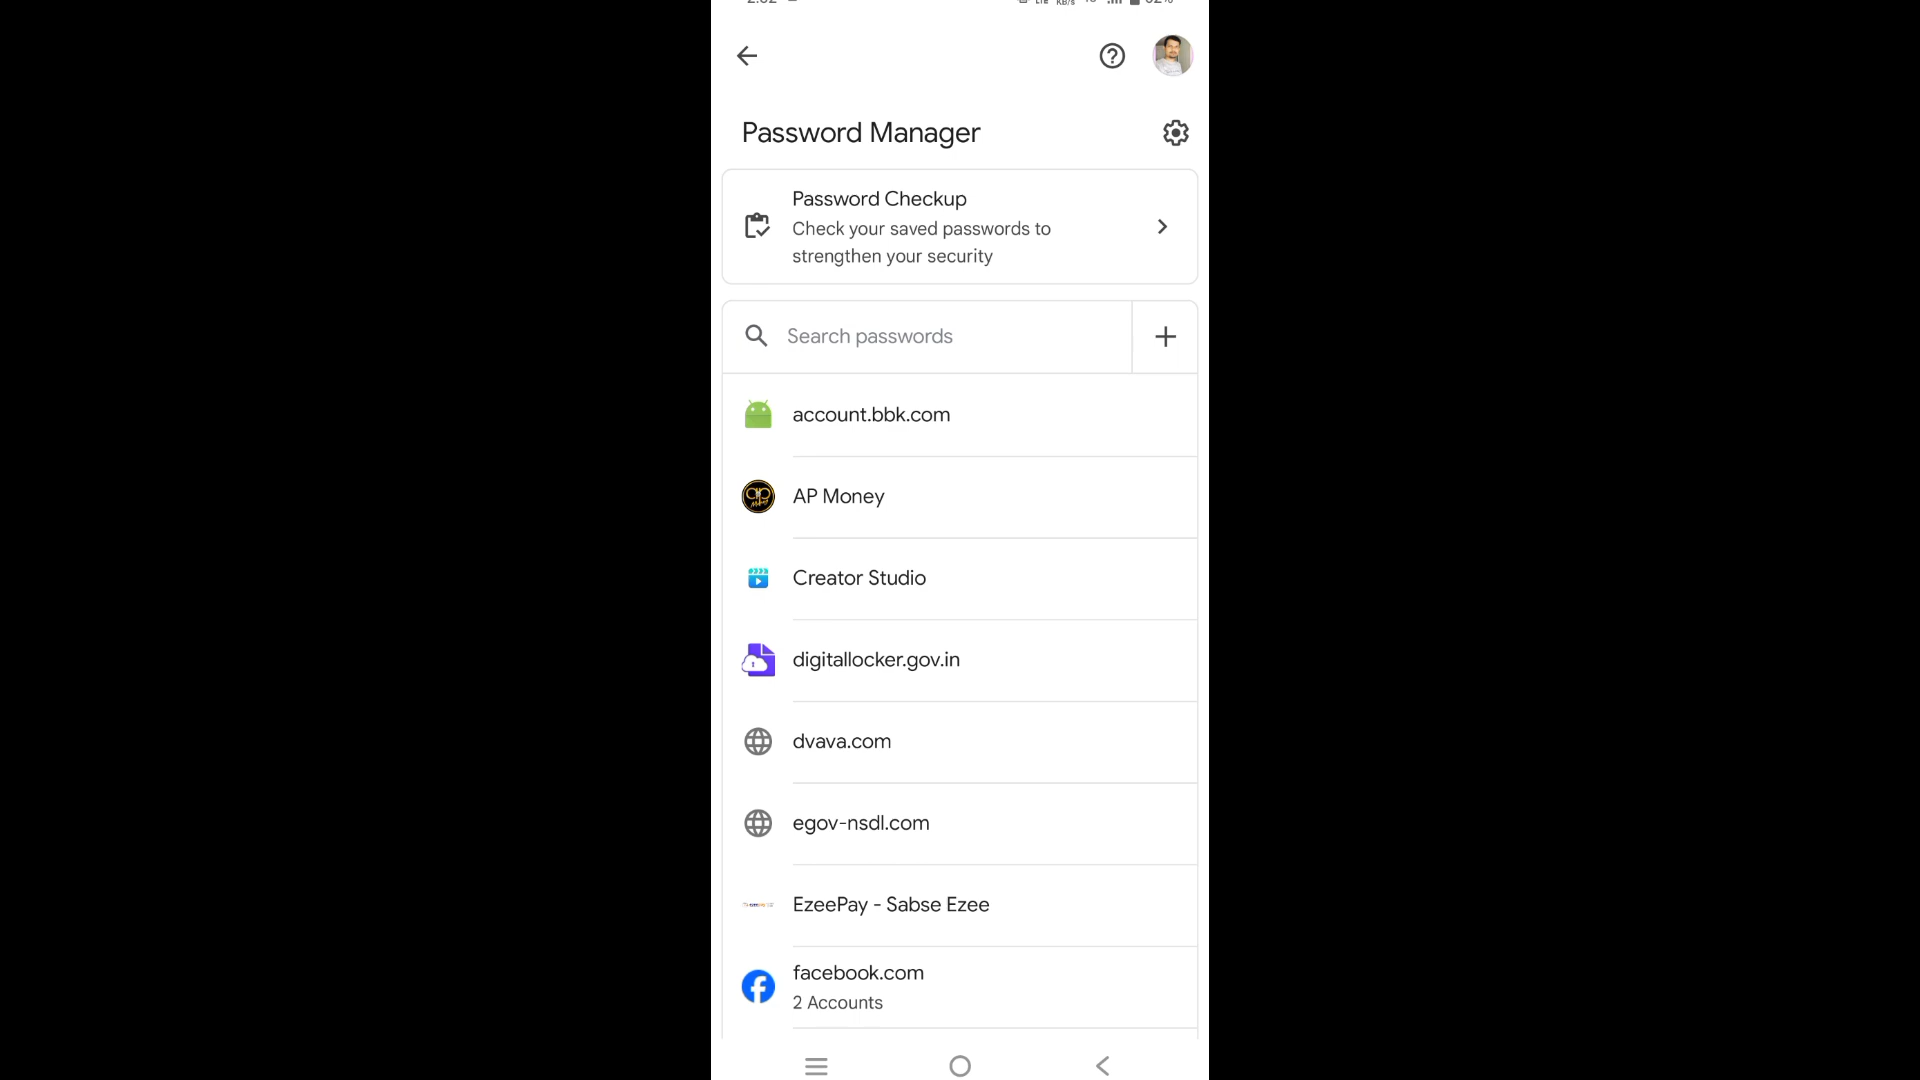 Password Manager
Password Checkup
Check your saved passwords to
strengthen your security
Search passwords
account.bbk.com
AP Money
Creator Studio
digitallocker.gov.in
dvava.com
egov-nsdl.com
EzeePay - Sabse Ezee
facebook.com
2 Accounts